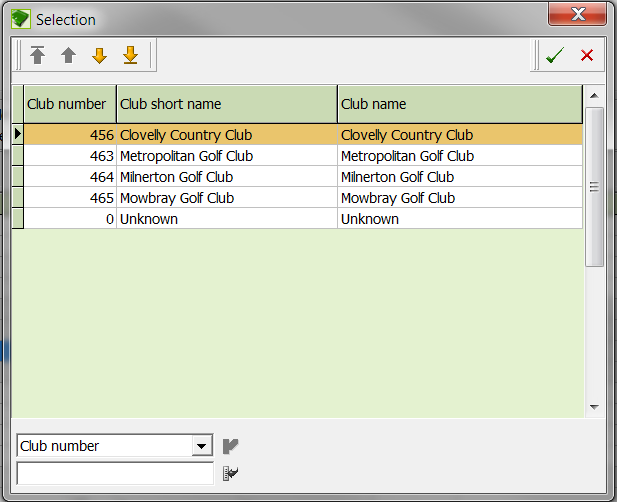 Selection
Club number Club short name Club name
456 Clovelly Country Club Clovelly Country Club
463 Metropolitan Golf Club Metropolitan Golf Club
464 Milnerton Golf Club Milnerton Golf Club
465 Mowbray Golf Club Mowbray Golf Club
0 Unknown Unknown
Club number